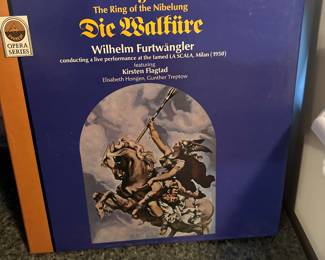 The Ring of the Nibelung
Die Walküre
Wilhelm Furtwängler
conducting a live performance at the famed LA SCALA, Milan (1950)
featuring
Kirsten Flagstad
Elisabeth Hongen, Gunther Treptow
OPERA
SERIES